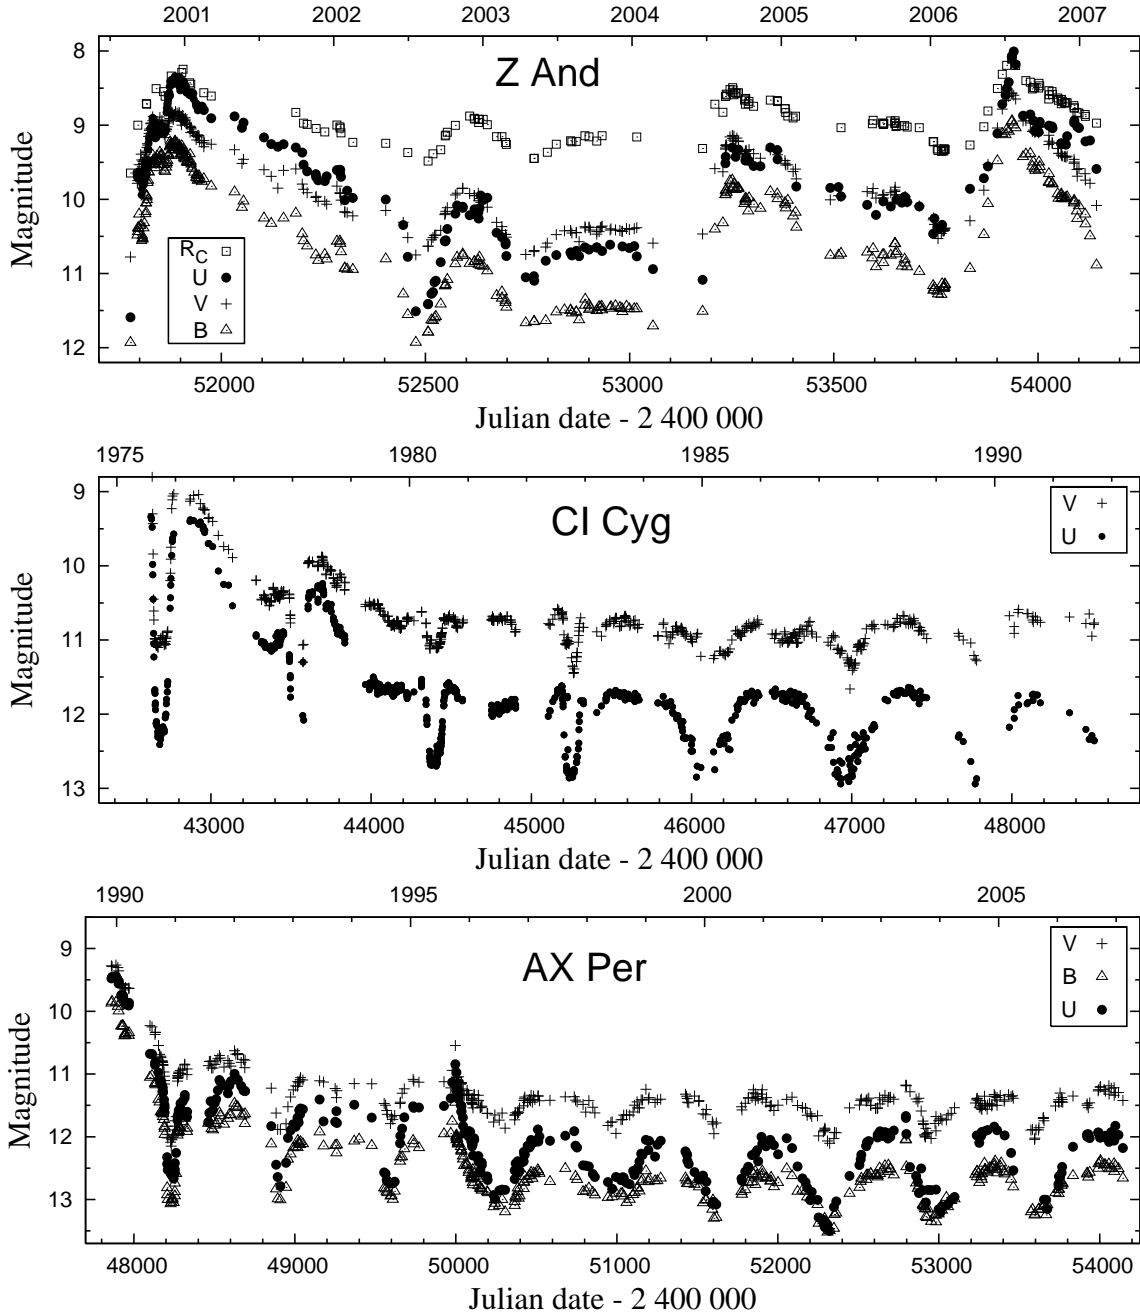 2001 2002 2003 2004 2005 2006 2007
8
Z And
9
Magnitude
10
R_C
U
11
V
B
12
52000 52500 53000 53500 54000
Julian date - 2 400 000
1975 1980 1985 1990
9
V
CI Cyg
U
10
Magnitude
11
12
13
43000 44000 45000 46000 47000 48000
Julian date - 2 400 000
1990 1995 2000 2005
9
V
AX Per
B
10
U
Magnitude
11
12
13
48000 49000 50000 51000 52000 53000 54000
Julian date - 2 400 000